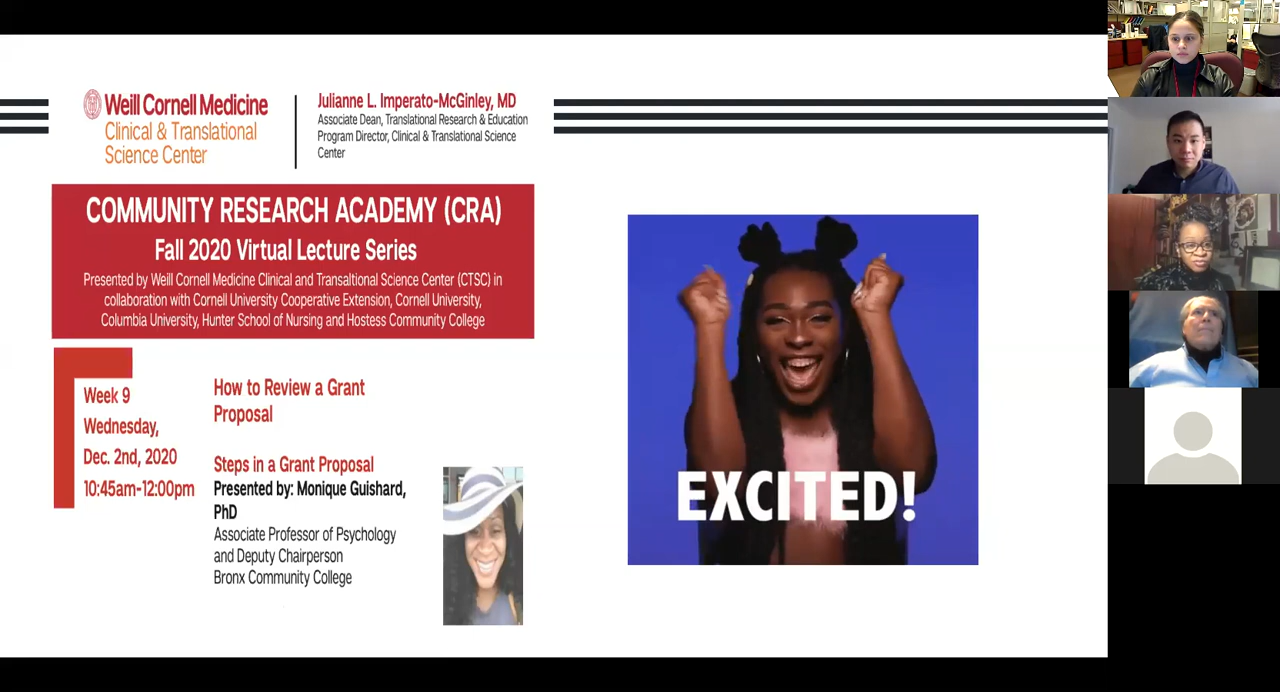 Weill Cornell Medicine
Clinical & Translational
Science Center
Julianne L. Imperato-McGinley, MD
Associate Dean, Translational Research & Education
Program Director, Clinical & Translational Science
Center
COMMUNITY RESEARCH ACADEMY (CRA)
Fall 2020 Virtual Lecture Series
Presented by Weill Cornell Medicine Clinical and Transaltional Science Center (CTSC) in
collaboration with Cornell University Cooperative Extension, Cornell University,
Columbia University, Hunter School of Nursing and Hostess Community College
Week 9
Wednesday,
Dec. 2nd, 2020
10:45am-12:00pm
How to Review a Grant
Proposal
Steps in a Grant Proposal
Presented by: Monique Guishard,
PhD
Associate Professor of Psychology
and Deputy Chairperson
Bronx Community College
EXCITED!